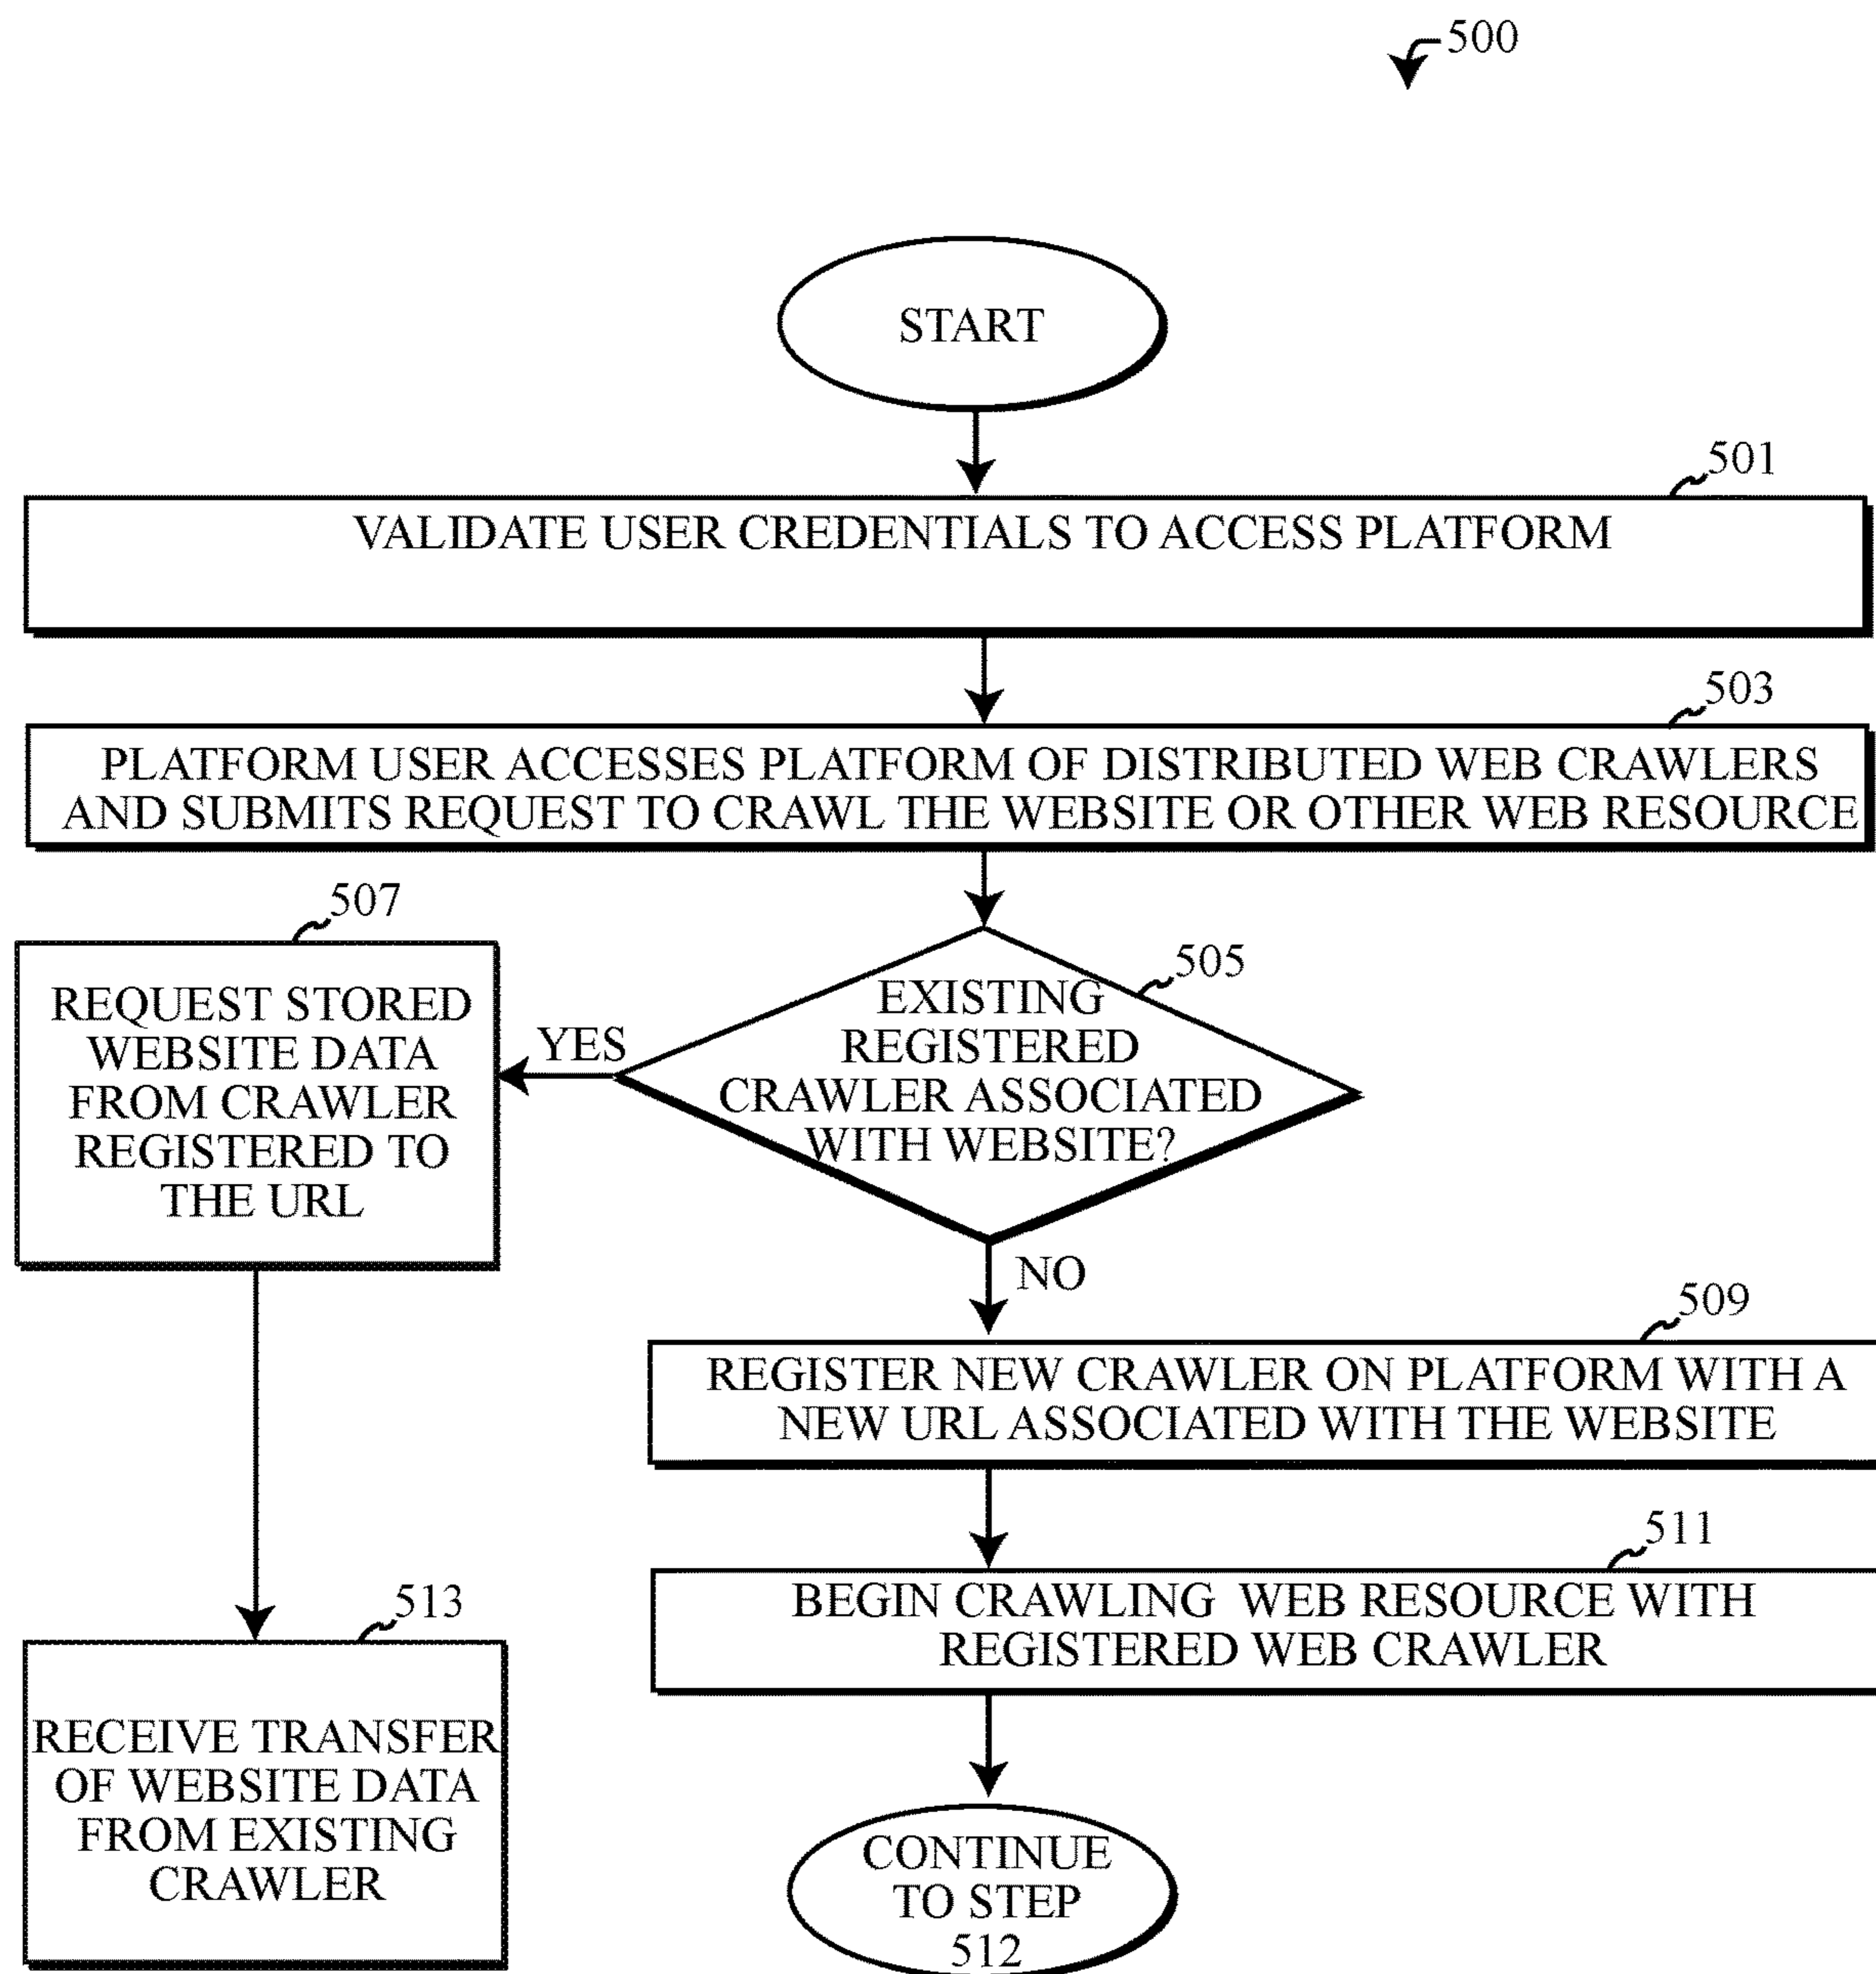 500
START
501
VALIDATE USER CREDENTIALS TO ACCESS PLATFORM
503
PLATFORM USER ACCESSES PLATFORM OF DISTRIBUTED WEB CRAWLERS
AND SUBMITS REQUEST TO CRAWL THE WEBSITE OR OTHER WEB RESOURCE
507
REQUEST STORED
WEBSITE DATA
FROM CRAWLER
REGISTERED TO
THE URL
YES
505
EXISTING
REGISTERED
CRAWLER ASSOCIATED
WITH WEBSITE?
NO
509
REGISTER NEW CRAWLER ON PLATFORM WITH A
NEW URL ASSOCIATED WITH THE WEBSITE
511
BEGIN CRAWLING WEB RESOURCE WITH
REGISTERED WEB CRAWLER
513
RECEIVE TRANSFER
OF WEBSITE DATA
FROM EXISTING
CRAWLER
CONTINUE
TO STEP
512